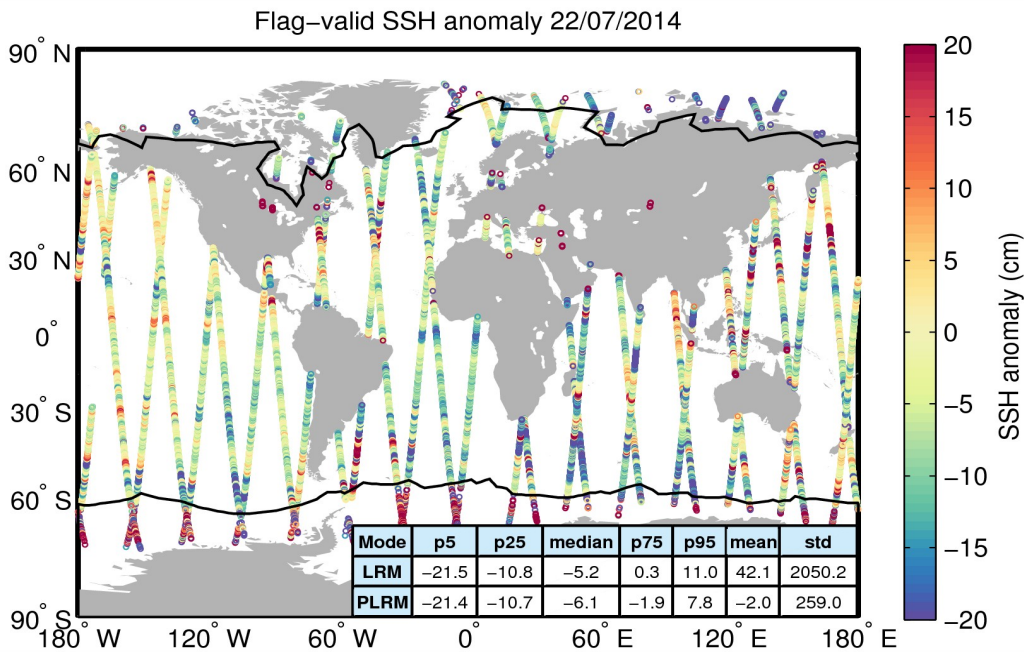 Flag−valid SSH anomaly 22/07/2014
90° N
60° N
30° N
0°
30° S
60° S
90° S
180° W 120° W 60° W 0° 60° E 120° E 180° E
Mode p5 p25 median p75 p95 mean std
LRM −21.5 −10.8 −5.2 0.3 11.0 42.1 2050.2
PLRM −21.4 −10.7 −6.1 −1.9 7.8 −2.0 259.0
20
15
10
5
0
−5
−10
−15
−20
SSH anomaly (cm)